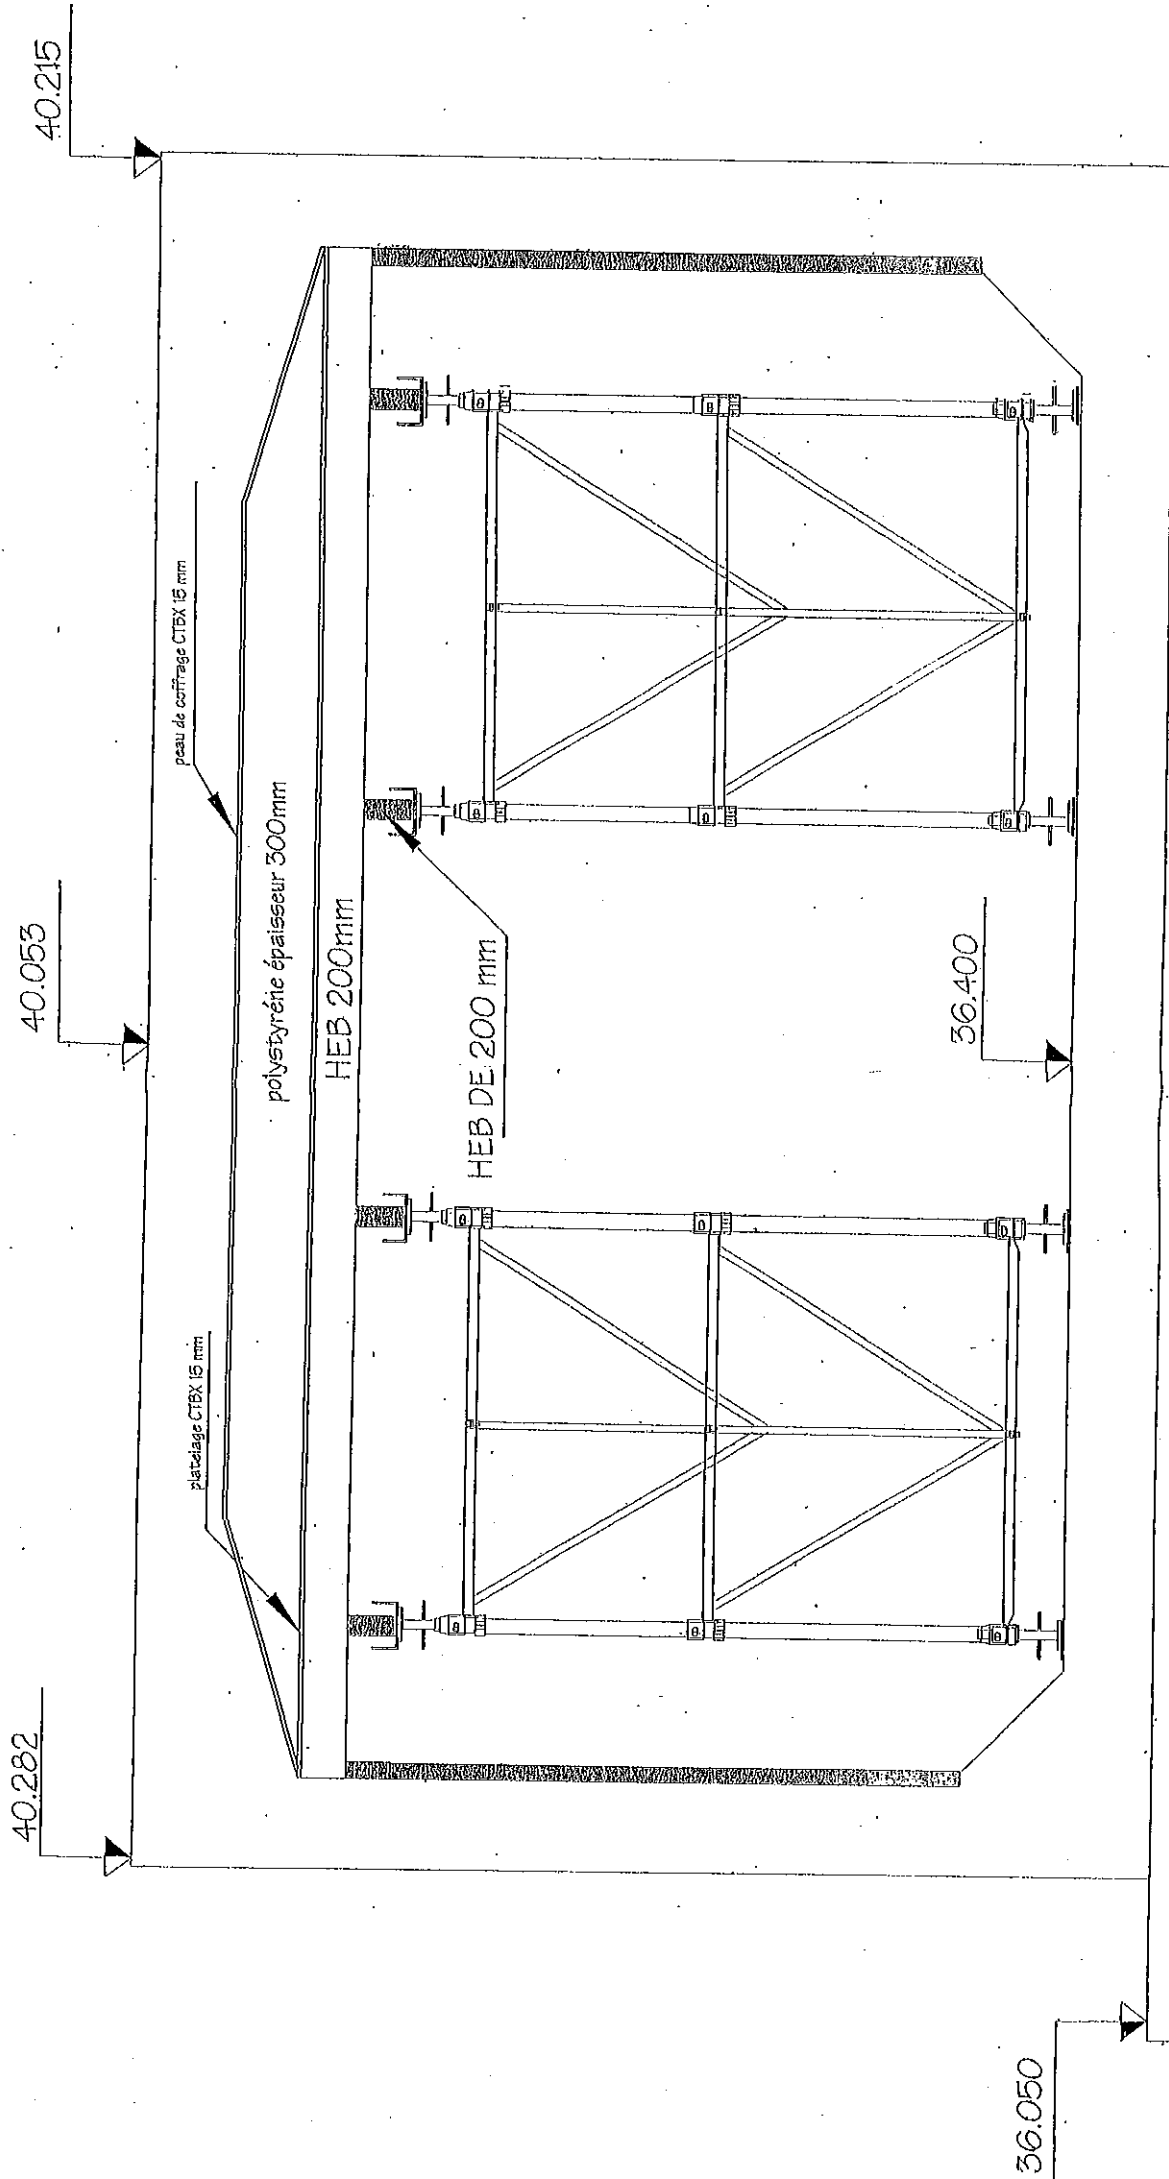 40.282
40.053
40.215
platelage CTBX 15 mm
peau de coffrage CTBX 15 mm
polystyrène épaisseur 300mm
HEB 200mm
HEB DE 200 mm
36.400
36.050